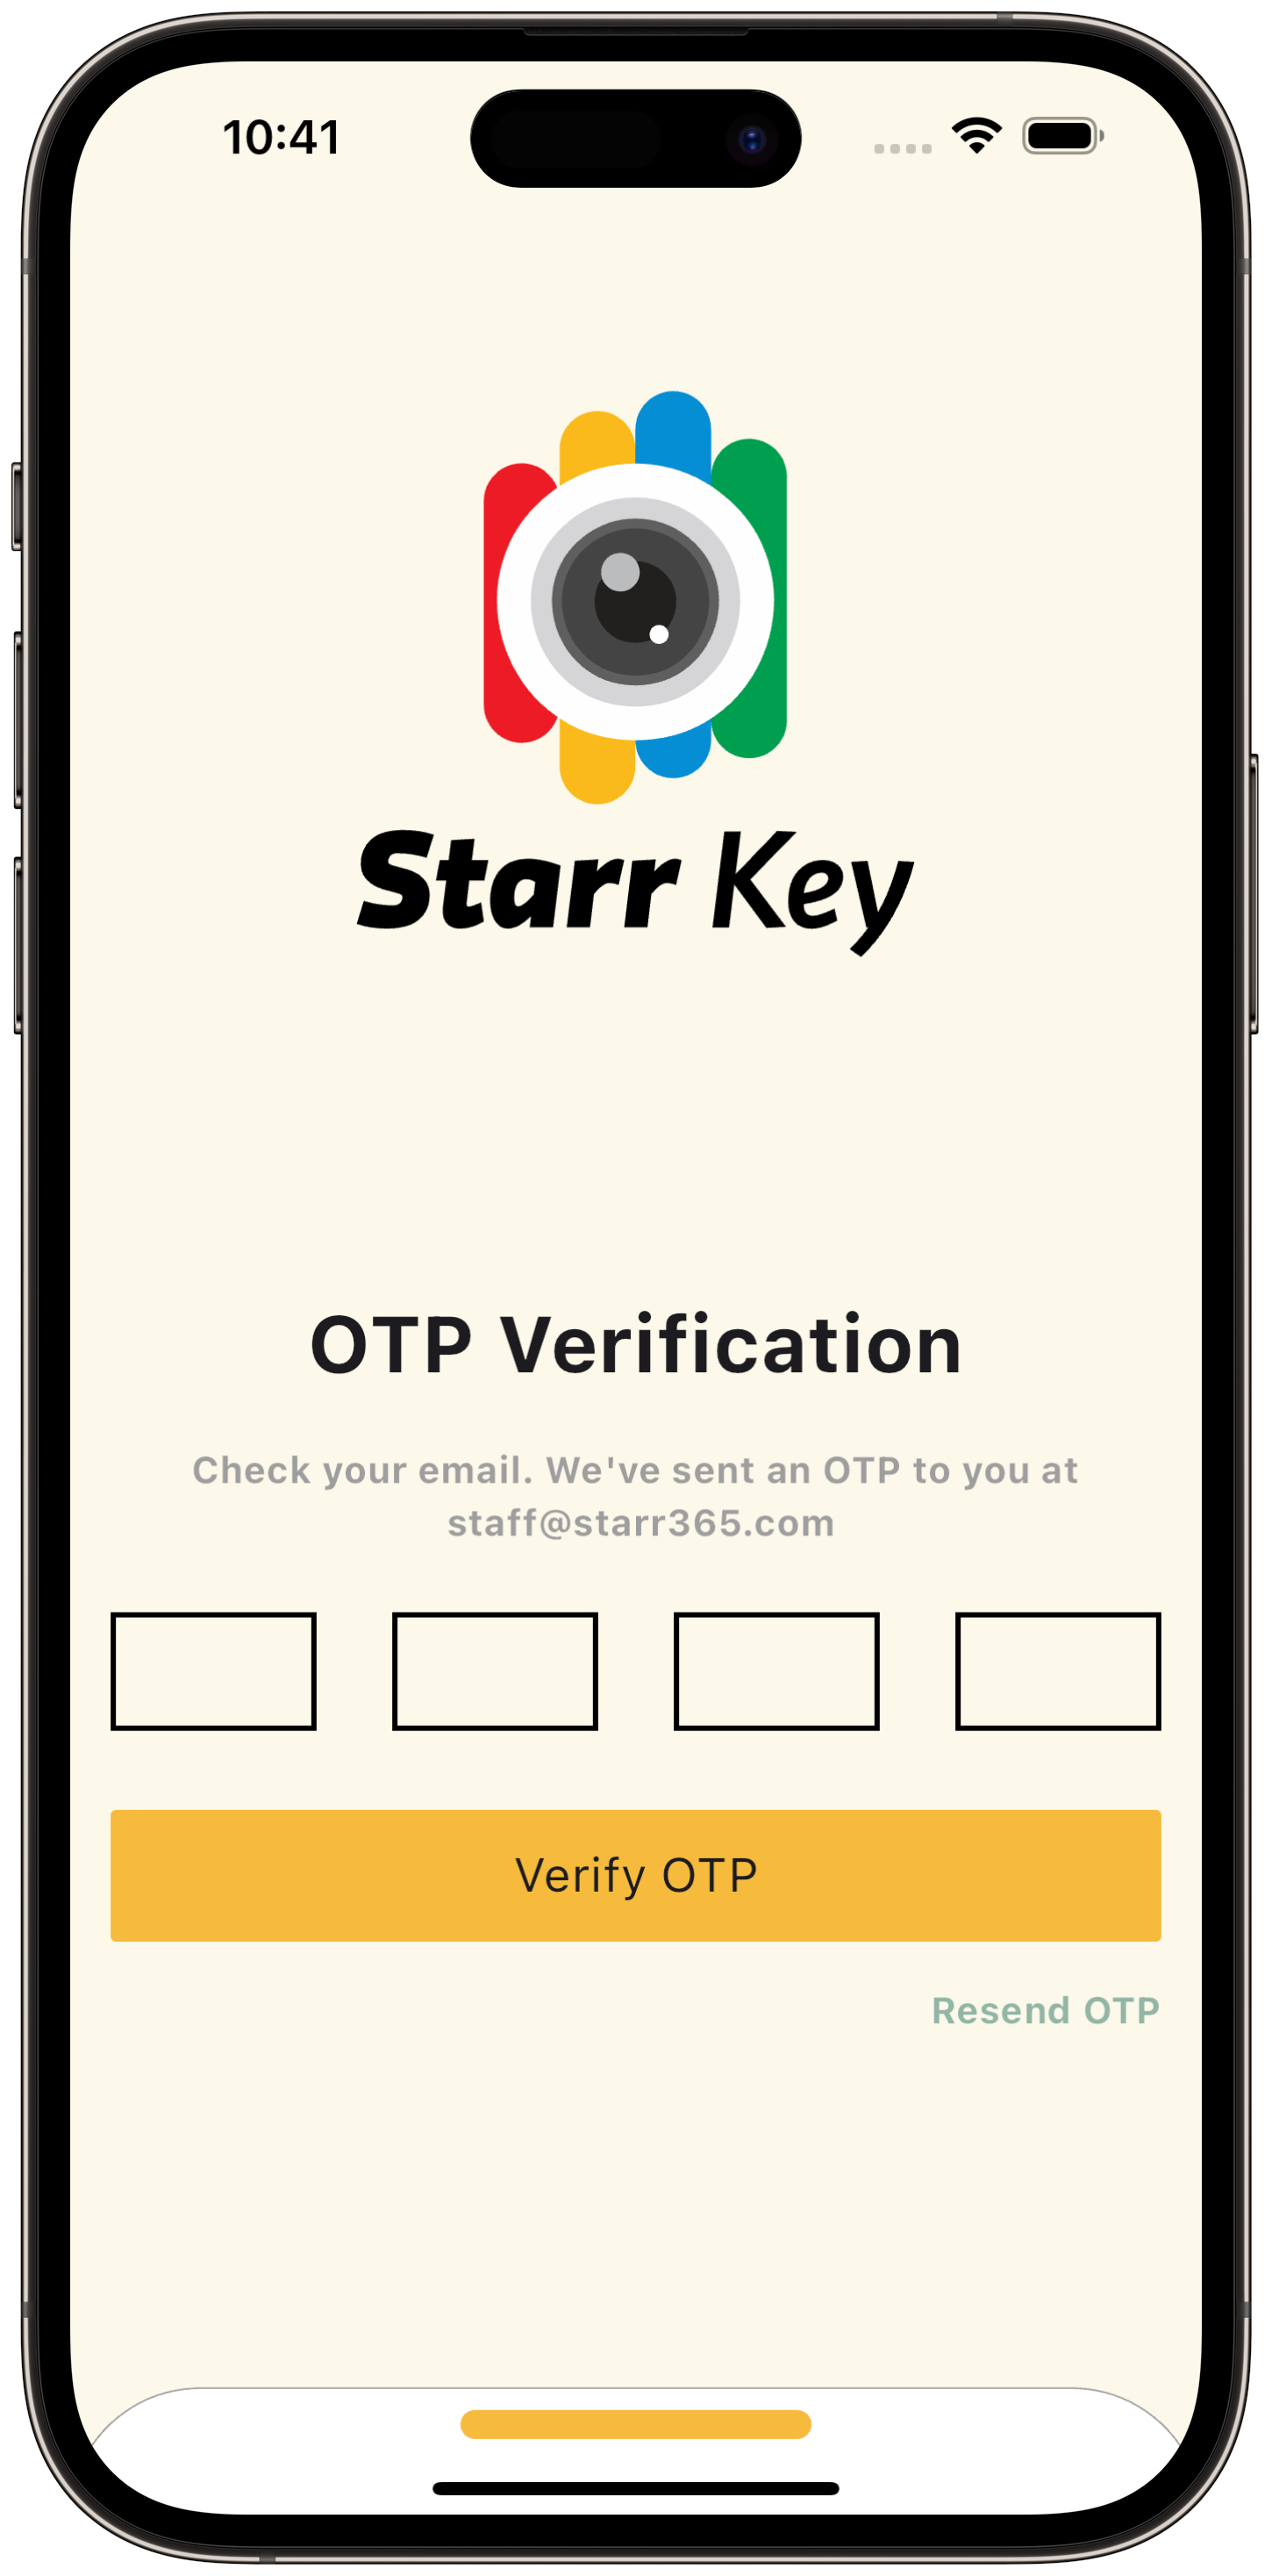 10:41
Starr Key
OTP Verification
Check your email. We've sent an OTP to you at
staff@starr365.com
Verify OTP
Resend OTP